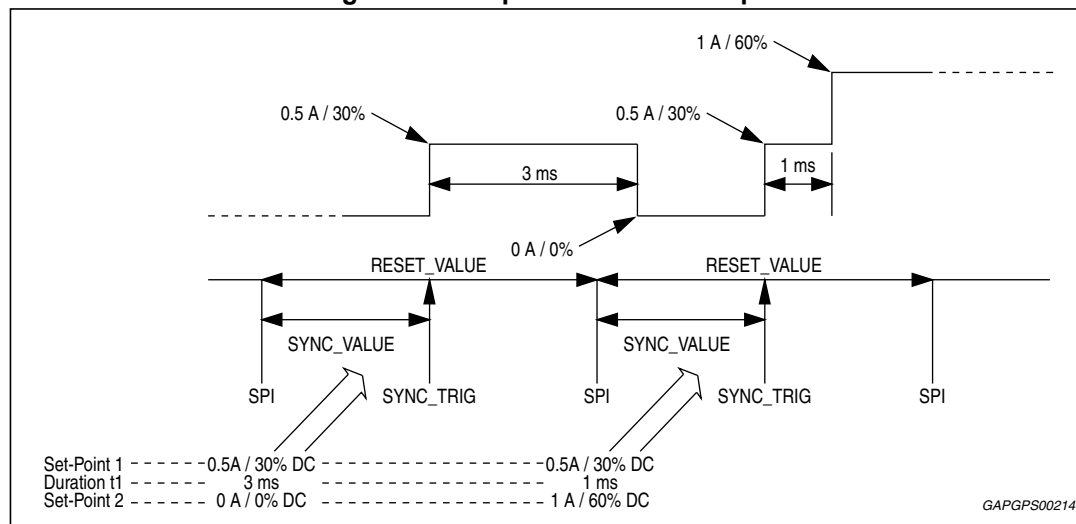 1 A / 60%
0.5 A / 30%
0.5 A / 30%
3 ms
1 ms
0 A / 0%
RESET_VALUE
RESET_VALUE
SYNC_VALUE
SYNC_VALUE
SPI
SYNC_TRIG
SPI
SYNC_TRIG
SPI
Set-Point 1 - - - - - - 0.5A / 30% DC - - - - - - 0.5A / 30% DC
Duration t1 - - - - - - 3 ms - - - - - - 1 ms
Set-Point 2 - - - - - - 0 A / 0% DC - - - - - - 1 A / 60% DC
GAPGPS00214